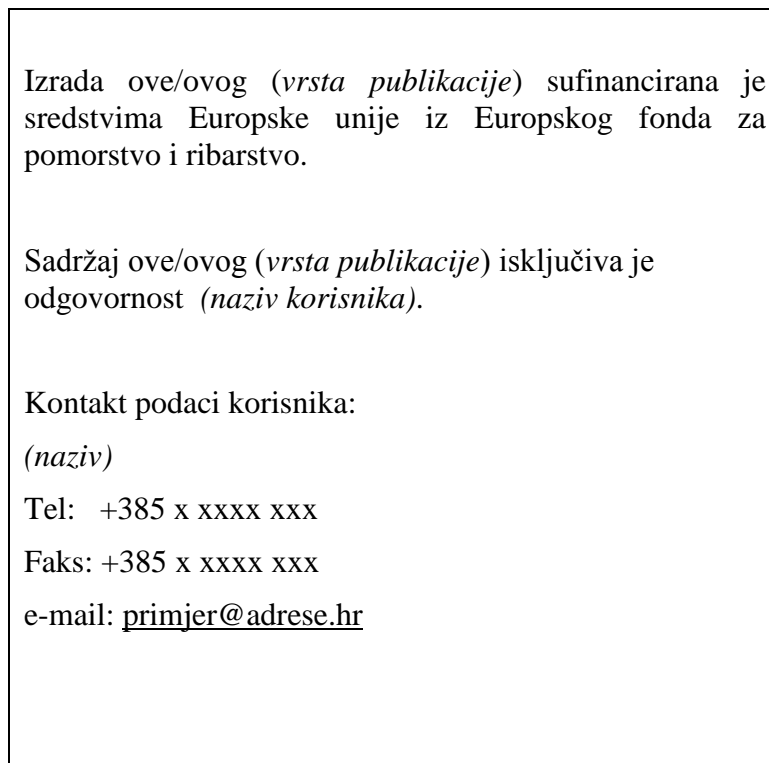 Izrada ove/ovog (vrsta publikacije) sufinancirana je
sredstvima Europske unije iz Europskog fonda za
pomorstvo i ribarstvo.
Sadržaj ove/ovog (vrsta publikacije) isključiva je
odgovornost (naziv korisnika).
Kontakt podaci korisnika:
(naziv)
Tel: +385 x xxxx xxx
Faks: +385 x xxxx xxx
e-mail: primjer@adrese.hr